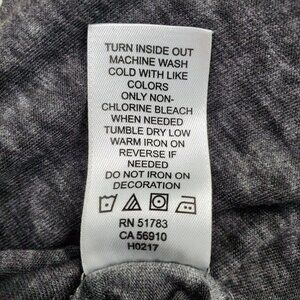 TURN INSIDE OUT
MACHINE WASH
COLD WITH LIKE
COLORS
ONLY NON-
CHLORINE BLEACH
WHEN NEEDED
TUMBLE DRY LOW
WARM IRON ON
REVERSE IF
NEEDED
DO NOT IRON ON
DECORATION
RN 51783
CA 56910
H0217